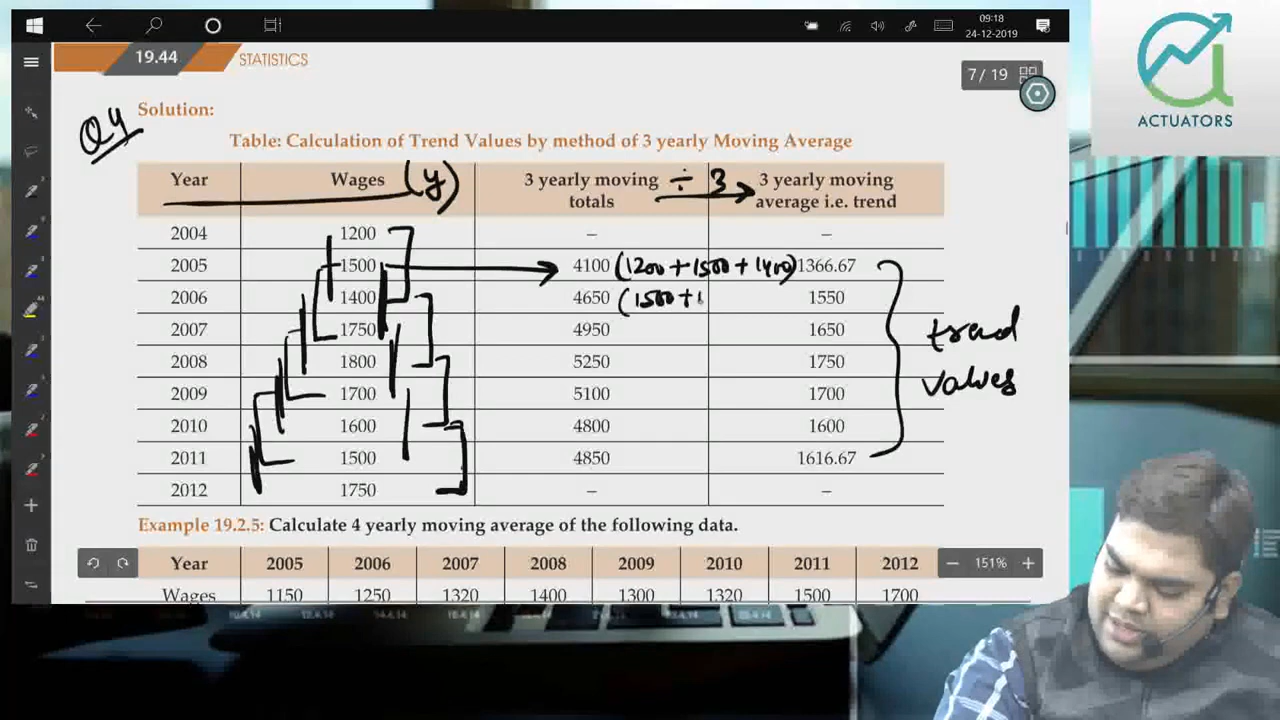 09:18
24-12-2019
19.44 STATISTICS
7 / 19
ACTUATORS
Q4
Solution:
Table: Calculation of Trend Values by method of 3 yearly Moving Average
Year Wages (y) 3 yearly moving totals ÷ 3 3 yearly moving average i.e. trend
2004 1200 – –
2005 1500 4100 (1200+1500+1400) 1366.67
2006 1400 4650 (1500+1 1550
2007 1750 4950 1650
2008 1800 5250 1750
2009 1700 5100 1700
2010 1600 4800 1600
2011 1500 4850 1616.67
2012 1750 – –
trend
values
Example 19.2.5: Calculate 4 yearly moving average of the following data.
Year 2005 2006 2007 2008 2009 2010 2011 2012
Wages 1150 1250 1320 1400 1300 1320 1500 1700
151%